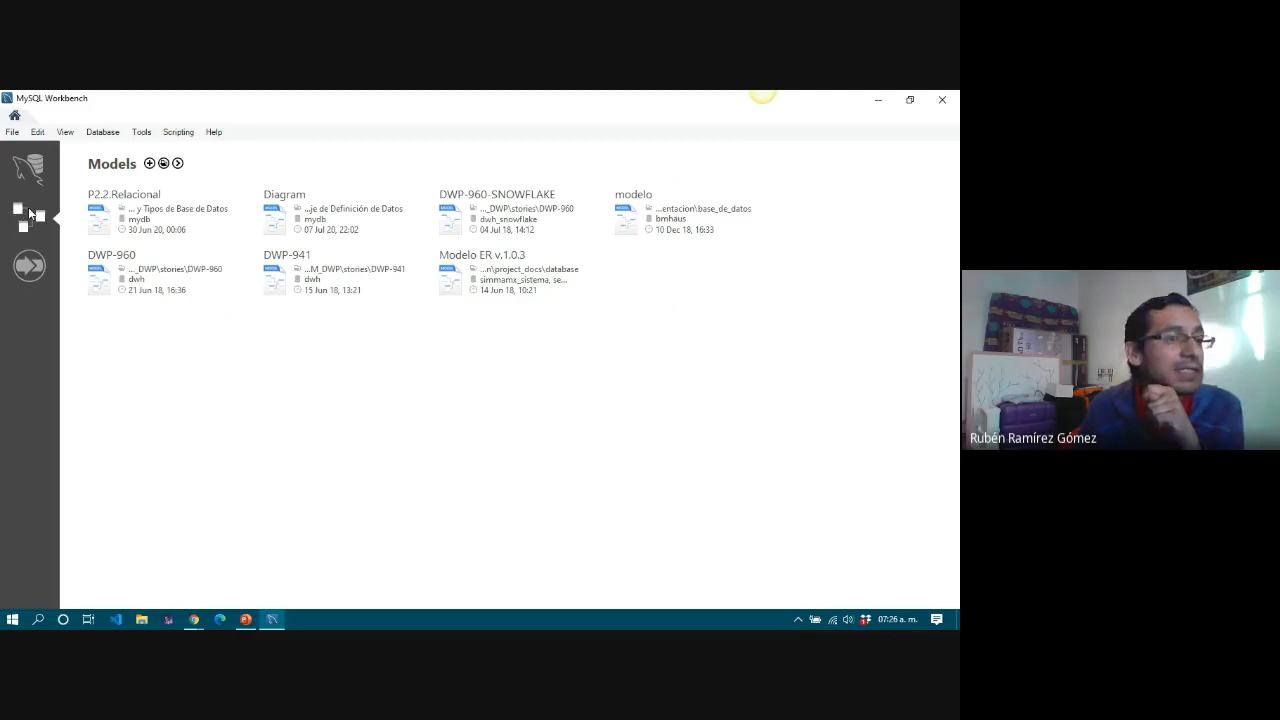 MySQL Workbench
File Edit View Database Tools Scripting Help
Models
P2.2.Relacional
... y Tipos de Base de Datos
mydb
30 Jun 20, 00:06
Diagram
...je de Definición de Datos
mydb
07 Jul 20, 22:02
DWP-960-SNOWFLAKE
..._DWP\stories\DWP-960
dwh_snowflake
04 Jul 18, 14:12
modelo
...entacion\base_de_datos
bmhaus
10 Dec 18, 16:33
DWP-960
..._DWP\stories\DWP-960
dwh
21 Jun 18, 16:36
DWP-941
...M_DWP\stories\DWP-941
dwh
15 Jun 18, 13:21
Modelo ER v.1.0.3
...n\project_docs\database
simmamx_sistema, se...
14 Jun 18, 10:21
Rubén Ramírez Gómez
07:26 a. m.